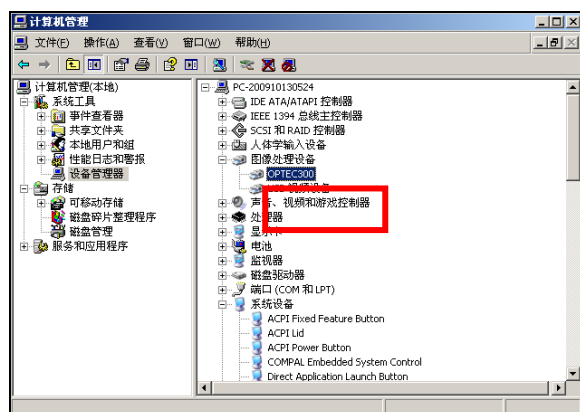 计算机管理
文件(F) 操作(A) 查看(V) 窗口(W) 帮助(H)
计算机管理(本地)
系统工具
事件查看器
共享文件夹
本地用户和组
性能日志和警报
设备管理器
存储
可移动存储
磁盘碎片整理程序
磁盘管理
服务和应用程序
PC-200910130524
IDE ATA/ATAPI 控制器
IEEE 1394 总线主控制器
SCSI 和 RAID 控制器
人体学输入设备
图像处理设备
OPTEC300
视频设备
声音、视频和游戏控制器
处理器
显示卡
电池
监视器
磁盘驱动器
端口 (COM 和 LPT)
系统设备
ACPI Fixed Feature Button
ACPI Lid
ACPI Power Button
COMPAL Embedded System Control
Direct Application Launch Button